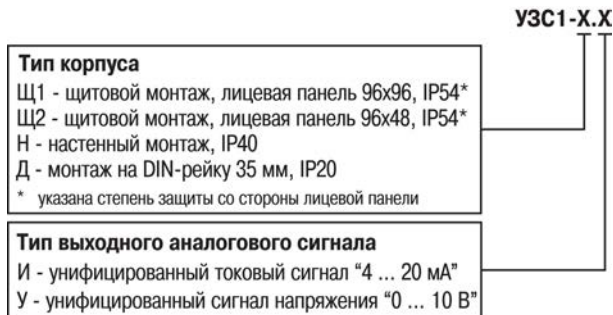 УЗС1-Х.Х
Тип корпуса
Щ1 - щитовой монтаж, лицевая панель 96х96, IP54*
Щ2 - щитовой монтаж, лицевая панель 96х48, IP54*
Н - настенный монтаж, IP40
Д - монтаж на DIN-рейку 35 мм, IP20
* указана степень защиты со стороны лицевой панели
Тип выходного аналогового сигнала
И - унифицированный токовый сигнал “4 ... 20 мА”
У - унифицированный сигнал напряжения “0 ... 10 В”